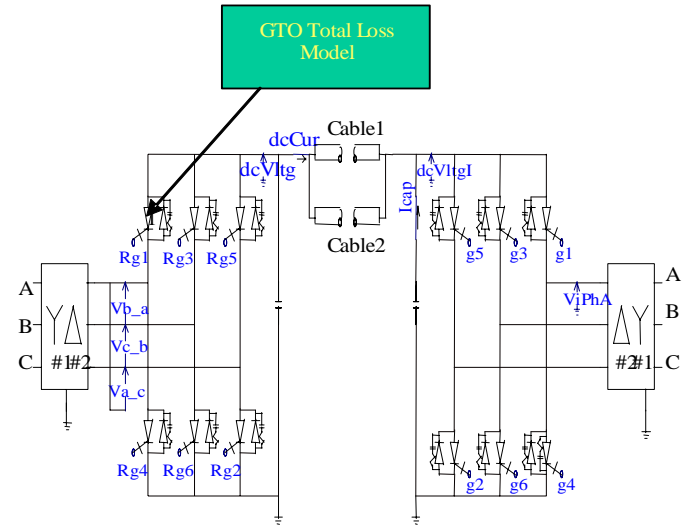 GTO Total Loss
Model
Cable1
dcCur
dcVltg
dcVltgI
Icap
Cable2
1
Rg1
Rg3
Rg5
g5
g3
g1
A
B
C
#1#2
Vb_a
Vc_b
Va_c
ViPhA
#2#1
A
B
C
Rg4
Rg6
Rg2
g2
g6
g4